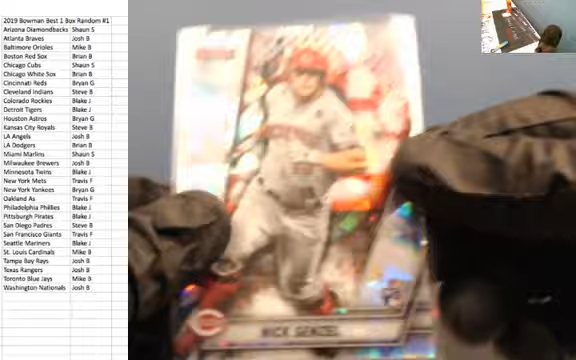 2019 Bowman Best 1 Box Random #1
Arizona Diamondbacks Shaun S
Atlanta Braves Josh B
Baltimore Orioles Mike B
Boston Red Sox Brian B
Chicago Cubs Shaun S
Chicago White Sox Brian B
Cincinnati Reds Bryan G
Cleveland Indians Steve B
Colorado Rockies Blake J
Detroit Tigers Blake J
Houston Astros Bryan G
Kansas City Royals Steve B
LA Angels Josh B
LA Dodgers Brian B
Miami Marlins Shaun S
Milwaukee Brewers Josh B
Minnesota Twins Blake J
New York Mets Travis F
New York Yankees Bryan G
Oakland As Travis F
Philadelphia Phillies Blake J
Pittsburgh Pirates Blake J
San Diego Padres Steve B
San Francisco Giants Travis F
Seattle Mariners Blake J
St. Louis Cardinals Mike B
Tampa Bay Rays Josh B
Texas Rangers Josh B
Toronto Blue Jays Mike B
Washington Nationals Josh B
NICK SENZEL